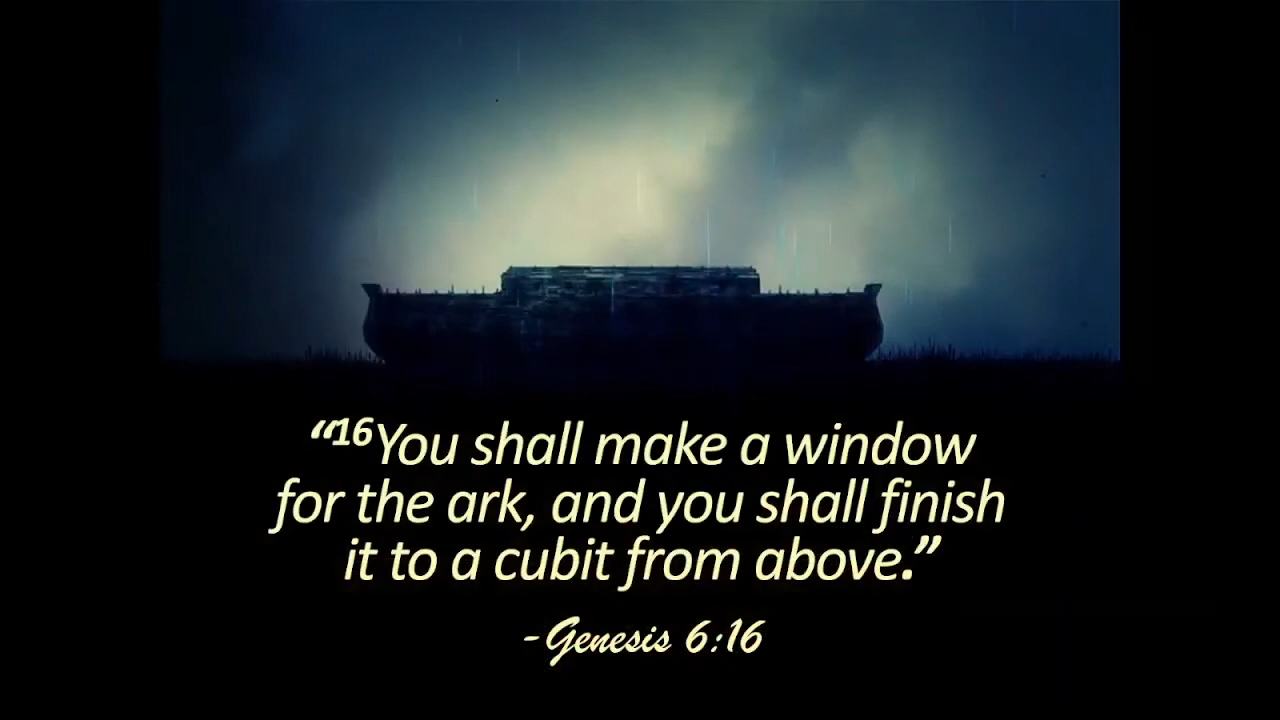 “16You shall make a window
for the ark, and you shall finish
it to a cubit from above.”
-Genesis 6:16